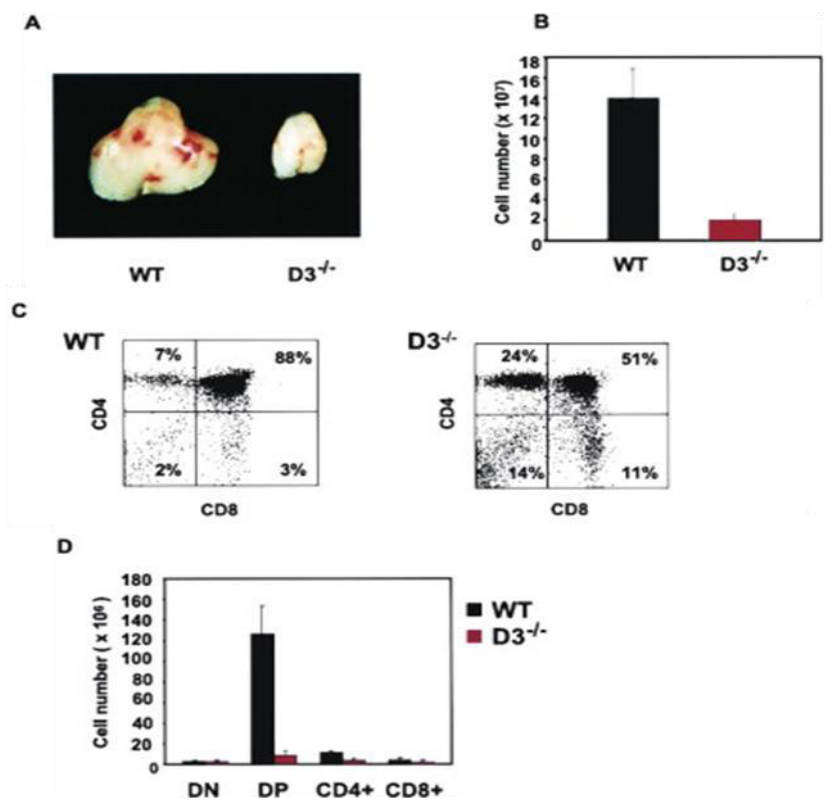 A
WT
D3-/-
B
Cell number (x 10⁷)
18
16
14
12
10
8
6
4
2
0
WT
D3-/-
C
WT
7%
88%
2%
3%
CD4
CD8
D3-/-
24%
51%
14%
11%
CD4
CD8
D
Cell number ( x 10⁶)
180
160
140
120
100
80
60
40
20
0
DN
DP
CD4+
CD8+
WT
D3-/-